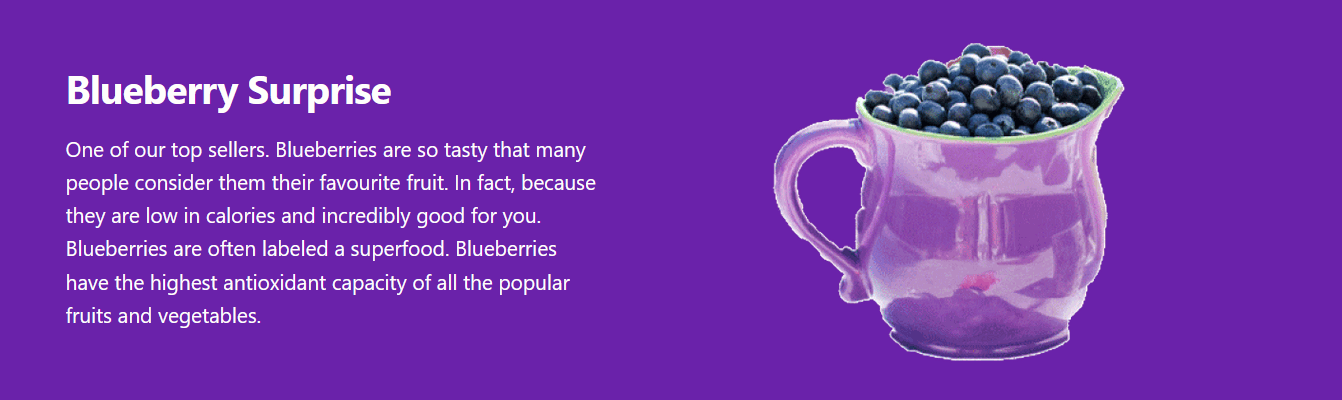 Blueberry Surprise
One of our top sellers. Blueberries are so tasty that many
people consider them their favourite fruit. In fact, because
they are low in calories and incredibly good for you.
Blueberries are often labeled a superfood. Blueberries
have the highest antioxidant capacity of all the popular
fruits and vegetables.